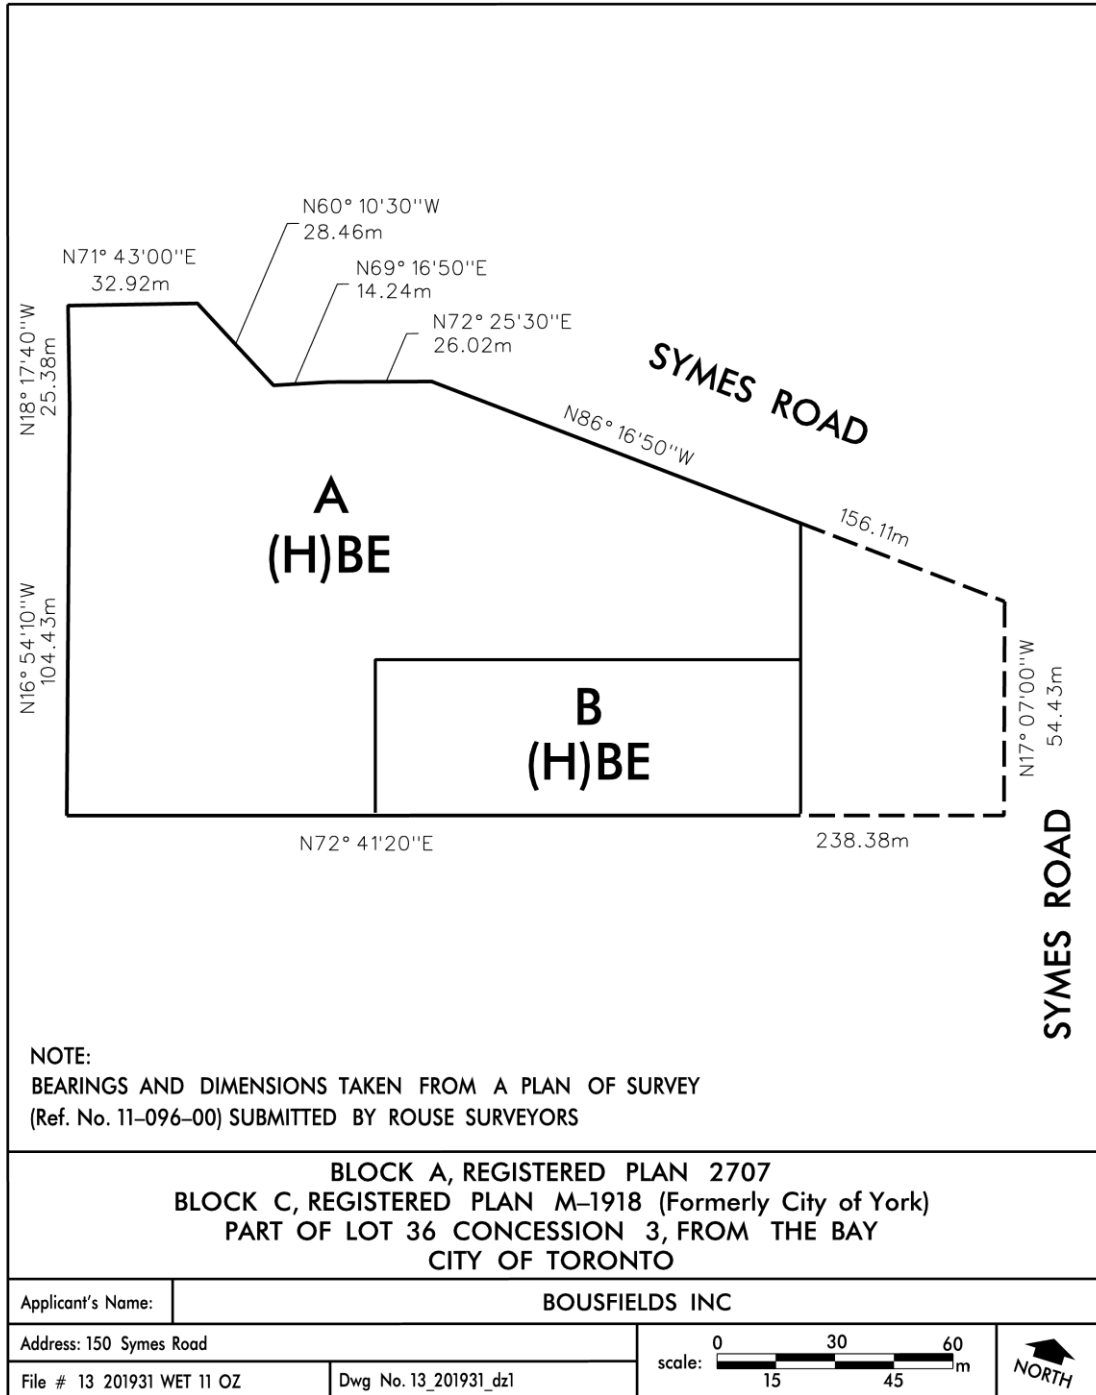 N60° 10'30"W
28.46m
N71° 43'00"E
32.92m
N69° 16'50"E
14.24m
N72° 25'30"E
26.02m
N18° 17'40"W
25.38m
SYMES ROAD
N86° 16'50"W
A
(H)BE
156.11m
N16° 54'10"W
104.43m
B
(H)BE
N17° 07'00"W
54.43m
N72° 41'20"E
238.38m
SYMES ROAD
NOTE:
BEARINGS AND DIMENSIONS TAKEN FROM A PLAN OF SURVEY
(Ref. No. 11–096–00) SUBMITTED BY ROUSE SURVEYORS
BLOCK A, REGISTERED PLAN 2707
BLOCK C, REGISTERED PLAN M–1918 (Formerly City of York)
PART OF LOT 36 CONCESSION 3, FROM THE BAY
CITY OF TORONTO
Applicant's Name: BOUSFIELDS INC
Address: 150 Symes Road
File # 13 201931 WET 11 OZ
Dwg No. 13_201931_dz1
0 30 60
scale: m
15 45
NORTH